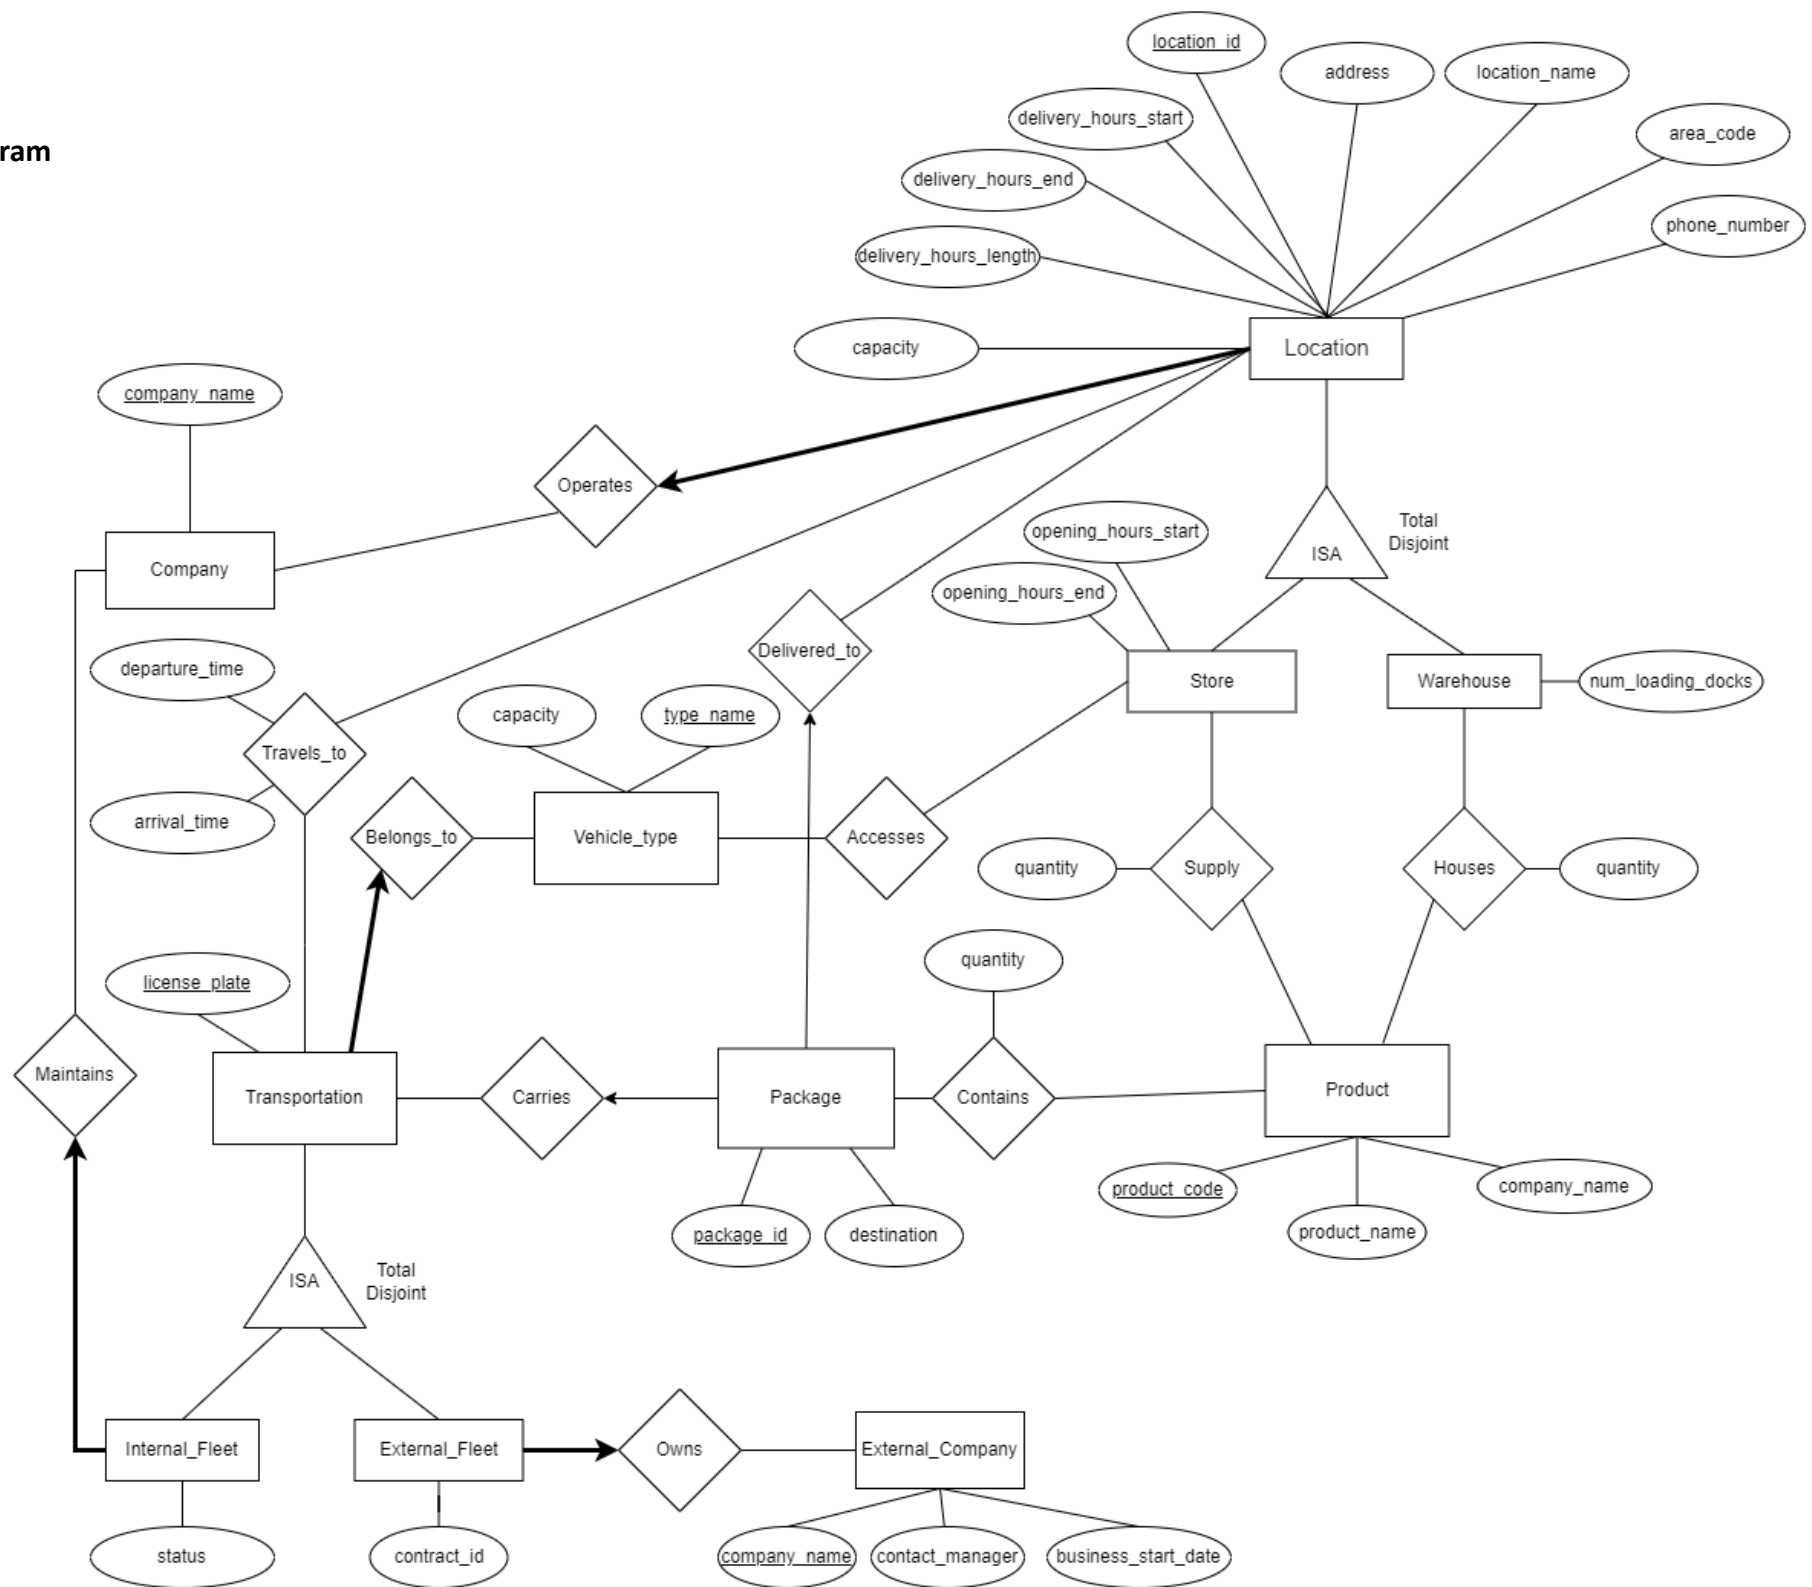 location_id
address
location_name
delivery_hours_start
area_code
ram
delivery_hours_end
phone_number
delivery_hours_length
capacity
Location
company_name
Operates
Total
Disjoint
opening_hours_start
ISA
Company
opening_hours_end
Delivered_to
departure_time
Store
Warehouse
num_loading_docks
capacity
type_name
Travels_to
arrival_time
Belongs_to
Vehicle_type
Accesses
quantity
Supply
Houses
quantity
quantity
license_plate
Maintains
Transportation
Carries
Package
Contains
Product
product_code
company_name
package_id
destination
product_name
ISA
Total
Disjoint
Internal_Fleet
External_Fleet
Owns
External_Company
status
contract_id
company_name
contact_manager
business_start_date